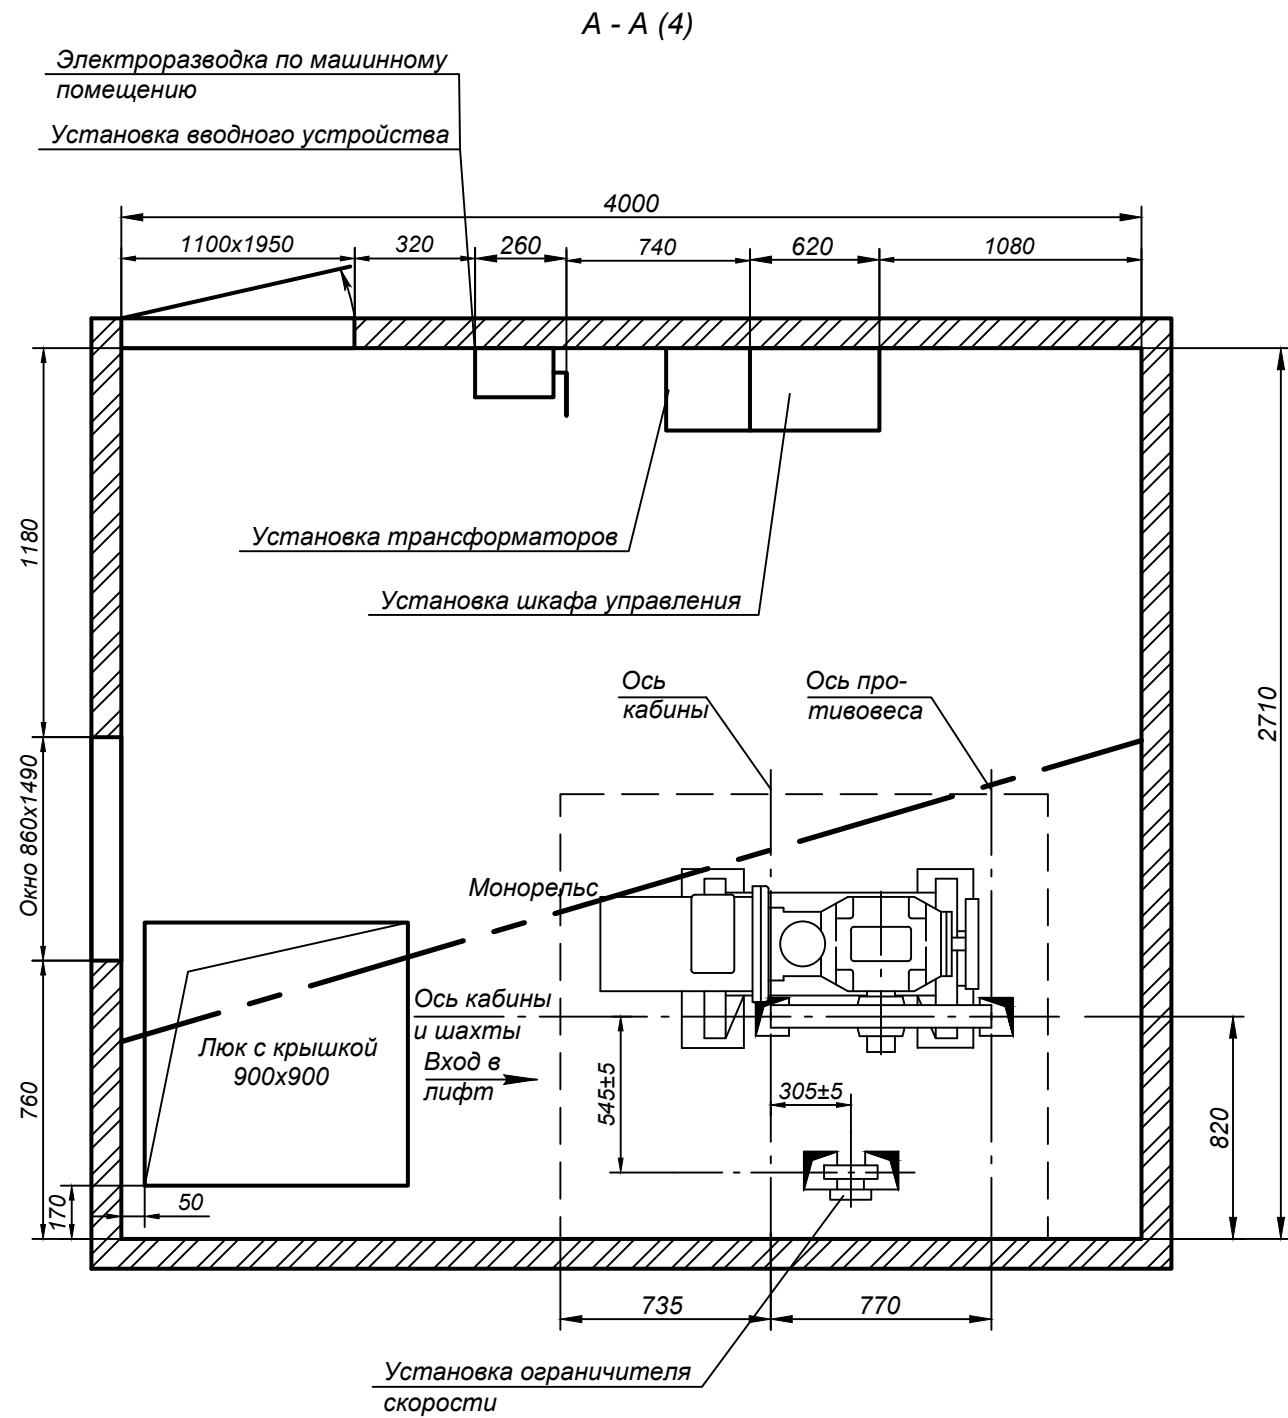 А - А (4)
Электроразводка по машинному
помещению
Установка вводного устройства
4000
1100х1950
320
260
740
620
1080
1180
Окно 860х1490
760
170
50
2710
820
Установка трансформаторов
Установка шкафа управления
Ось
кабины
Ось про-
тивовеса
Монорельс
Ось кабины
и шахты
Вход в
лифт
Люк с крышкой
900х900
545±5
305±5
735
770
Установка ограничителя
скорости